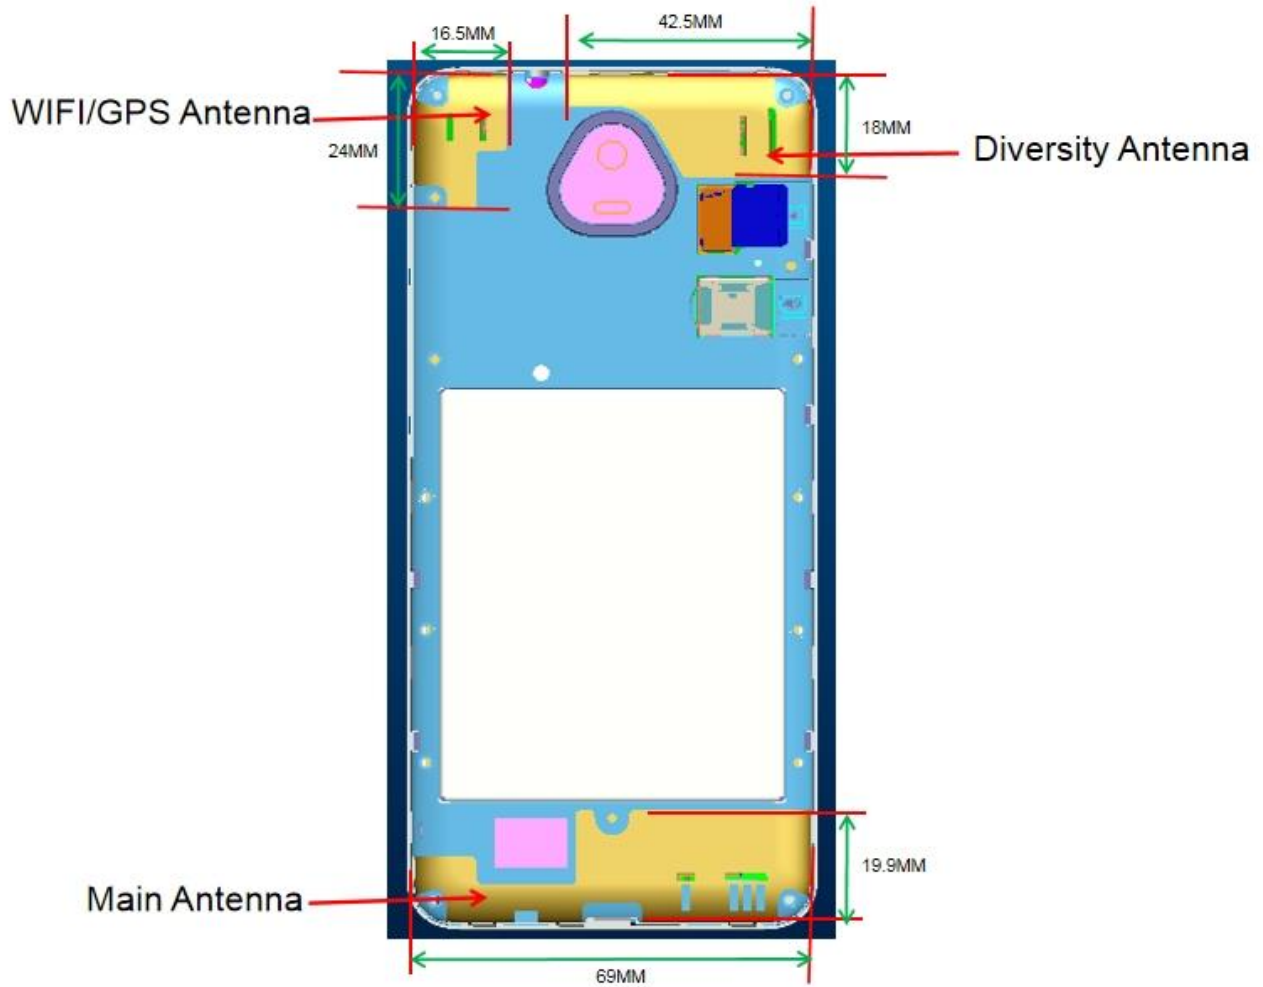 42.5MM
16.5MM
WIFI/GPS Antenna
18MM
24MM
Diversity Antenna
19.9MM
Main Antenna
69MM